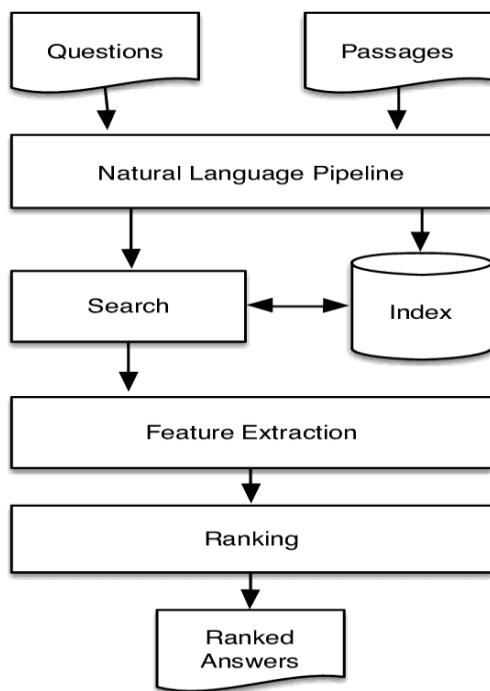 Questions
Passages
Natural Language Pipeline
Search
Index
Feature Extraction
Ranking
Ranked
Answers